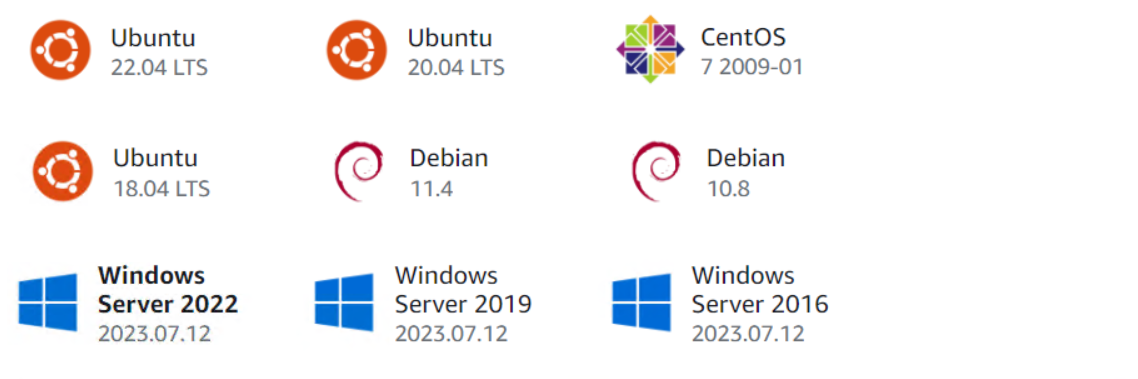 Ubuntu
22.04 LTS
Ubuntu
20.04 LTS
CentOS
7 2009-01
Ubuntu
18.04 LTS
Debian
11.4
Debian
10.8
Windows
Server 2022
2023.07.12
Windows
Server 2019
2023.07.12
Windows
Server 2016
2023.07.12